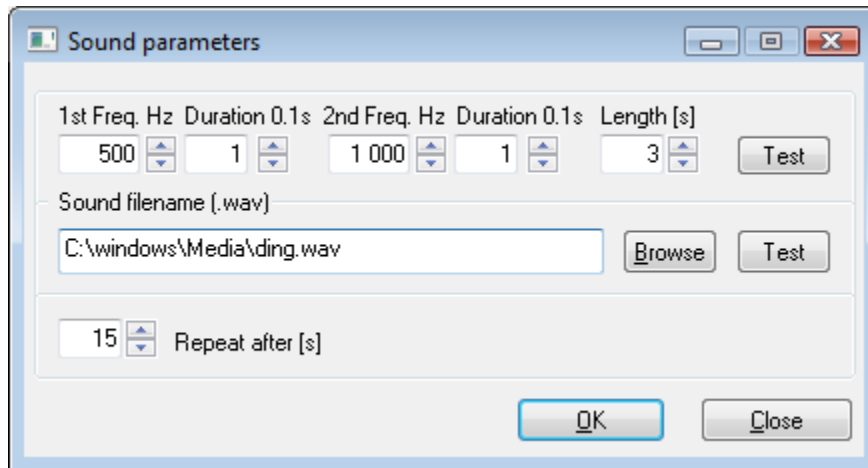 Sound parameters
1st Freq. Hz Duration 0.1s 2nd Freq. Hz Duration 0.1s Length [s]
500 1 1 000 1 3 Test
Sound filename (.wav)
C:\windows\Media\ding.wav Browse Test
15 Repeat after [s]
OK Close